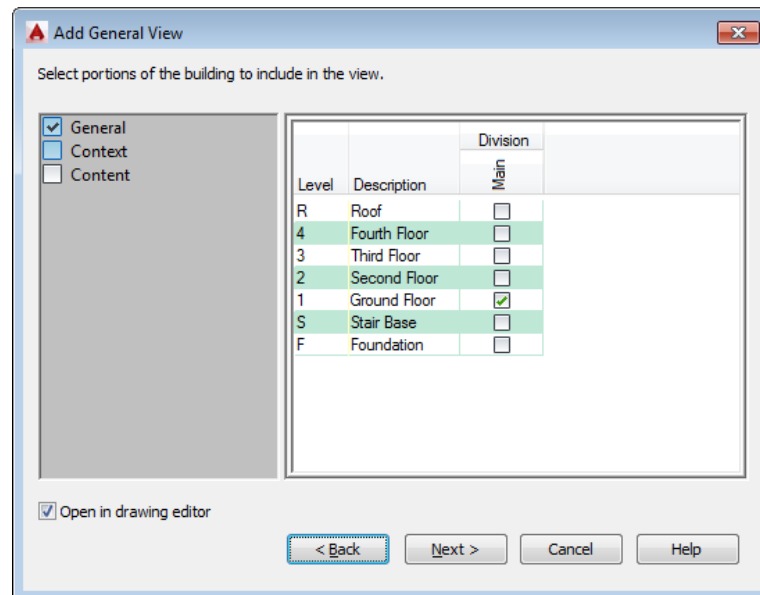 Add General View
Select portions of the building to include in the view.
General
Context
Content
Division
Level Description Main
R Roof
4 Fourth Floor
3 Third Floor
2 Second Floor
1 Ground Floor
S Stair Base
F Foundation
Open in drawing editor
< Back Next > Cancel Help